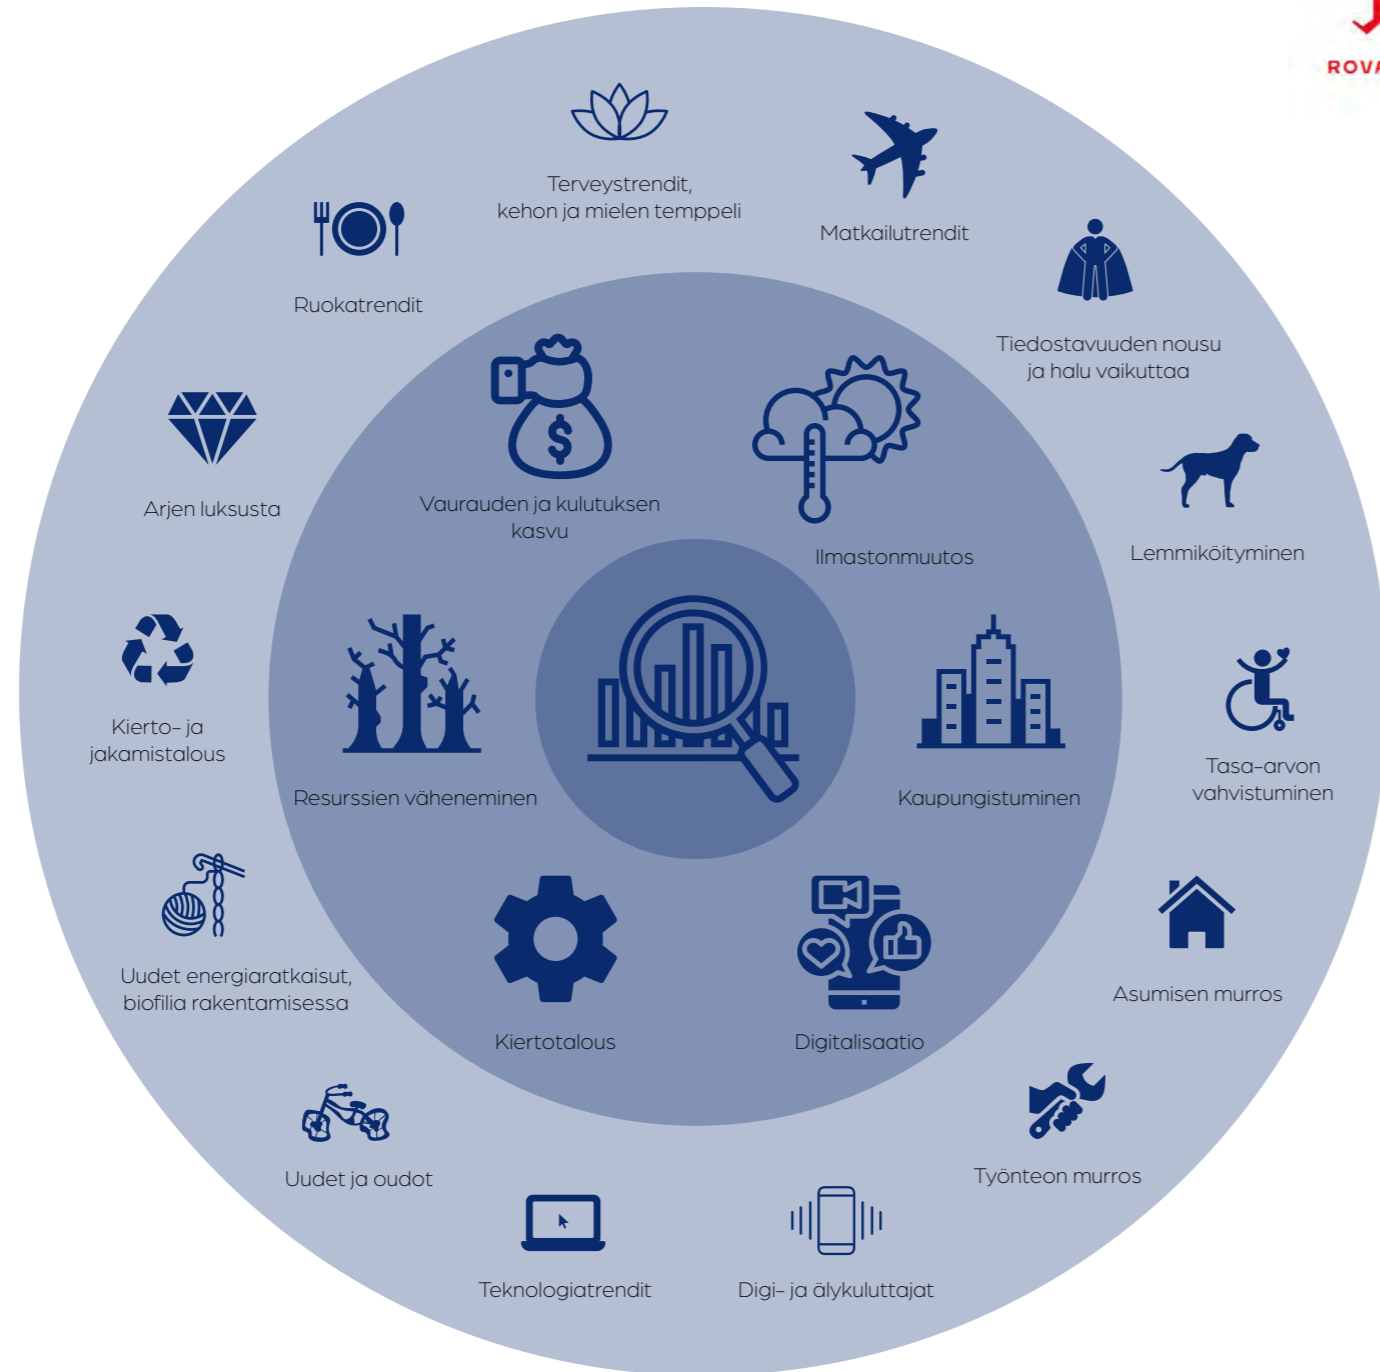 ROVA
Terveystrendit,
kehon ja mielen temppeli
Matkailutrendit
Ruokatrendit
Tiedostavuuden nousu
ja halu vaikuttaa
Arjen luksusta
Vaurauden ja kulutuksen
kasvu
$
Ilmastonmuutos
Lemmiköityminen
Kierto- ja
jakamistalous
Resurssien väheneminen
Kaupungistuminen
Tasa-arvon
vahvistuminen
Uudet energiaratkaisut,
biofilia rakentamisessa
Kiertotalous
Digitalisaatio
Asumisen murros
Uudet ja oudot
Työnteon murros
Teknologiatrendit
Digi- ja älykuluttajat